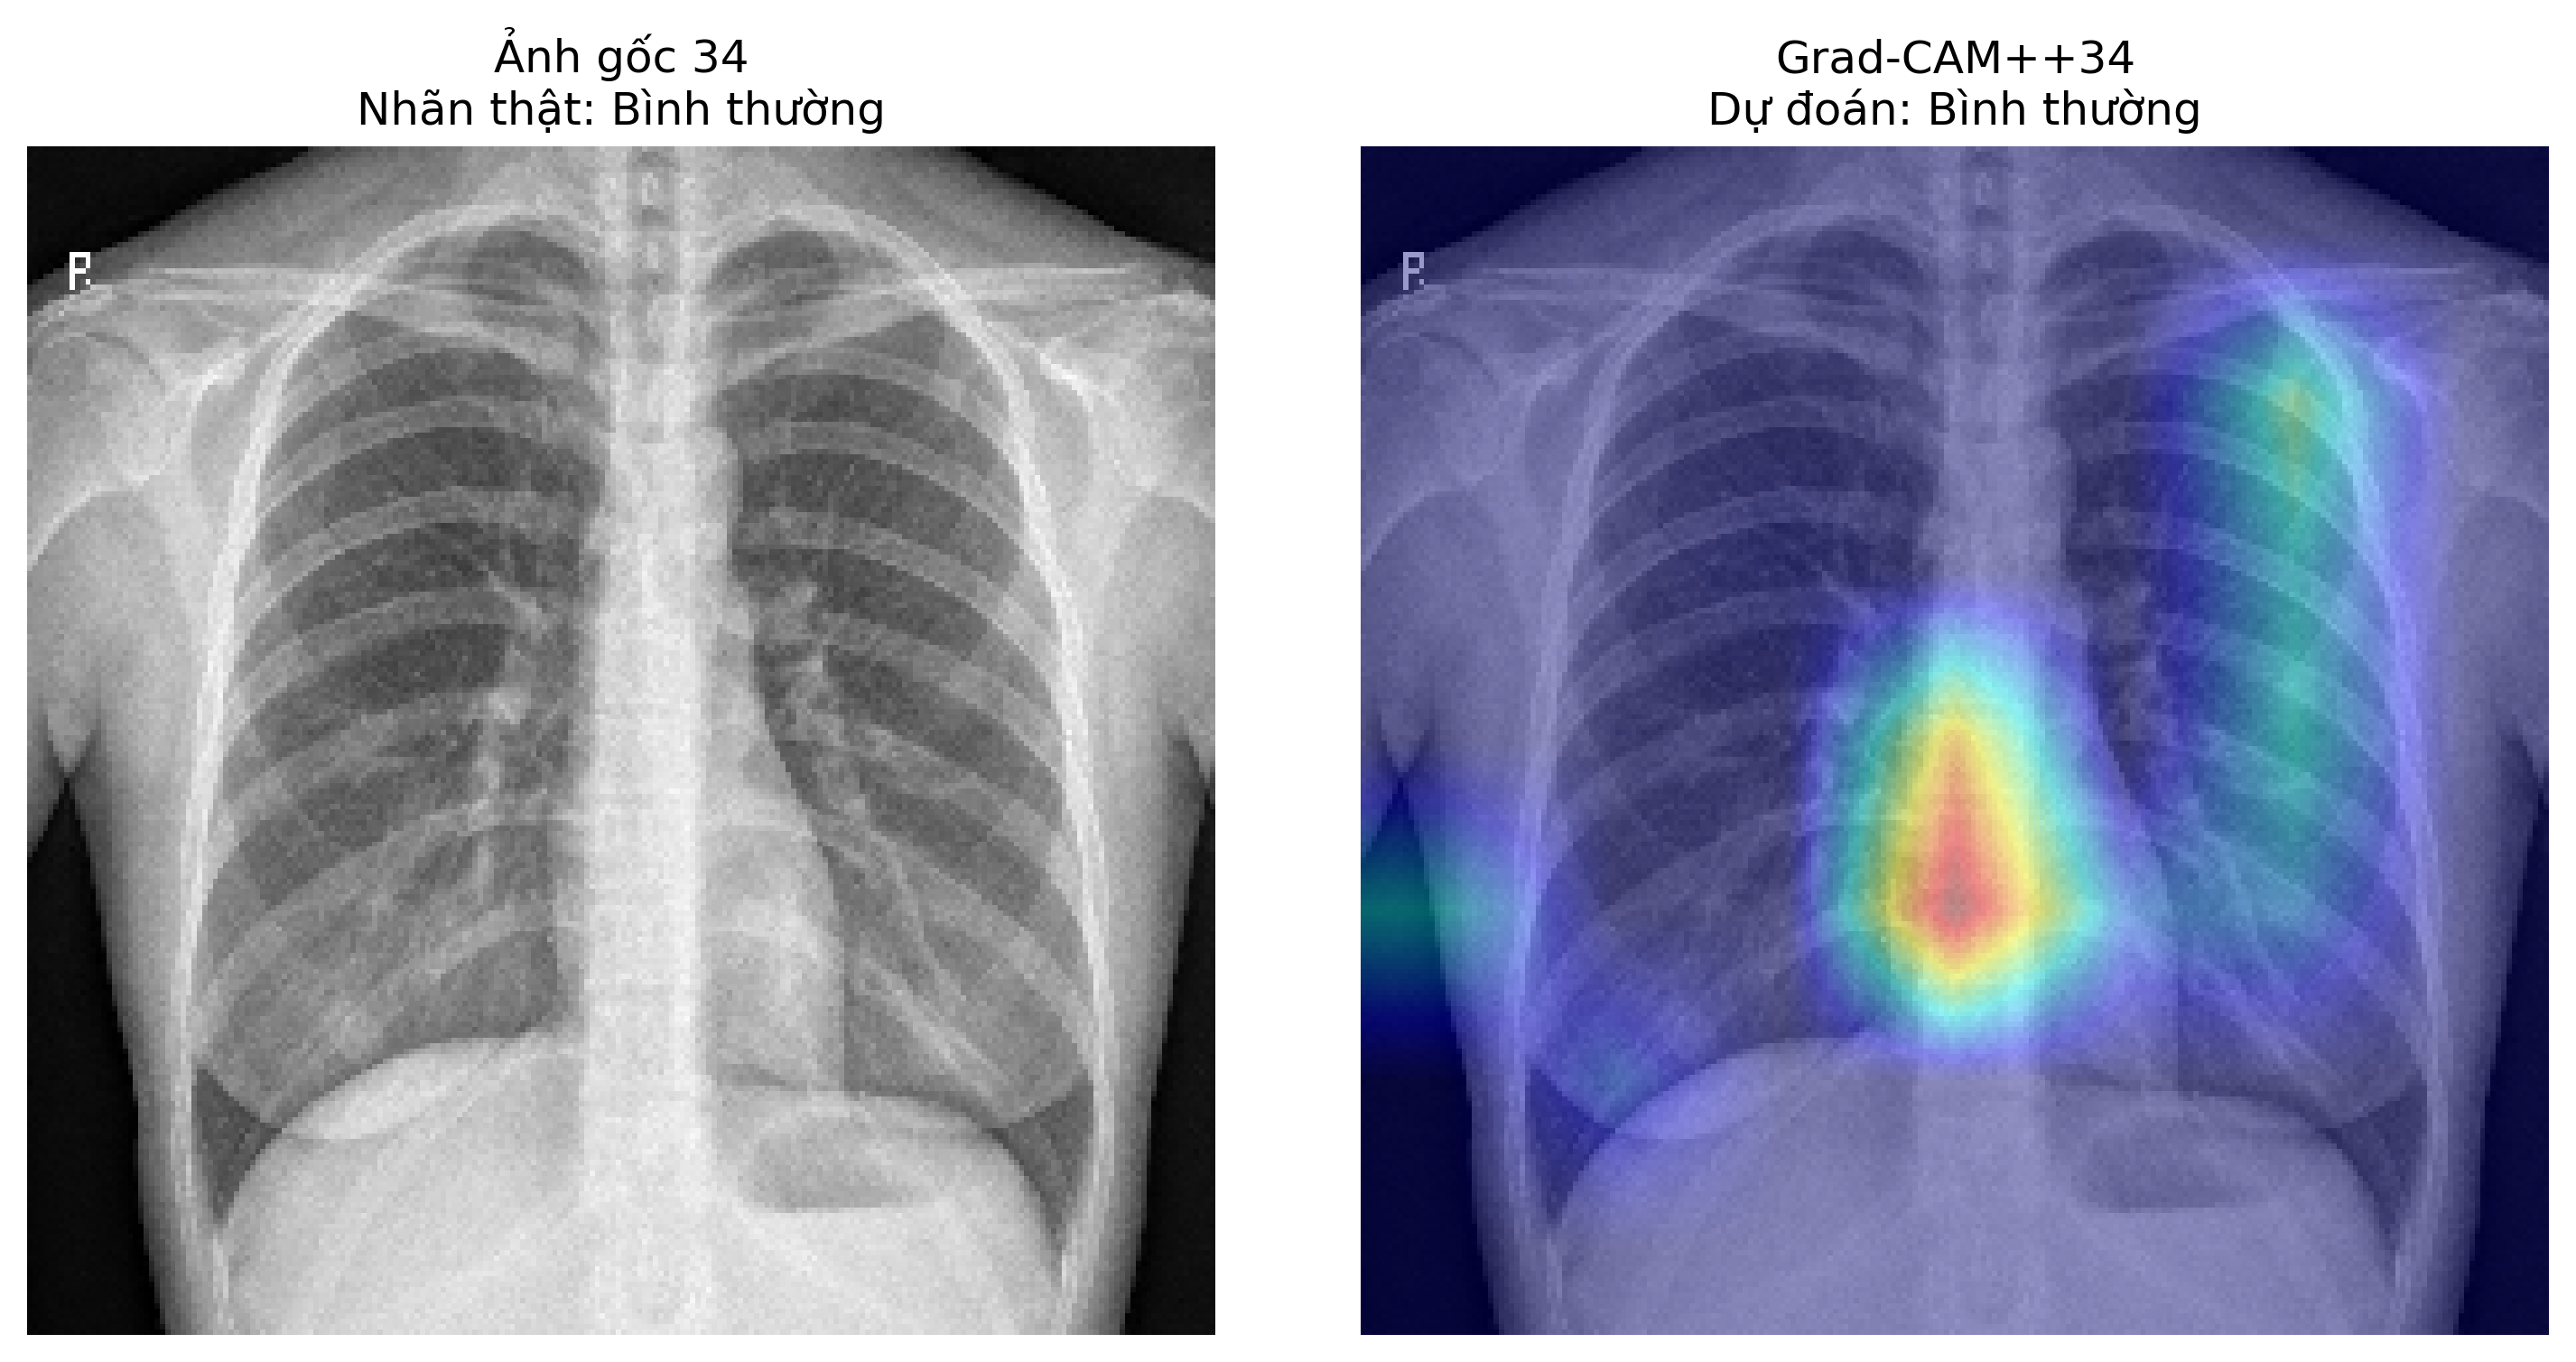 Ảnh gốc 34
Nhãn thật: Bình thường
Grad-CAM++34
Dự đoán: Bình thường
R